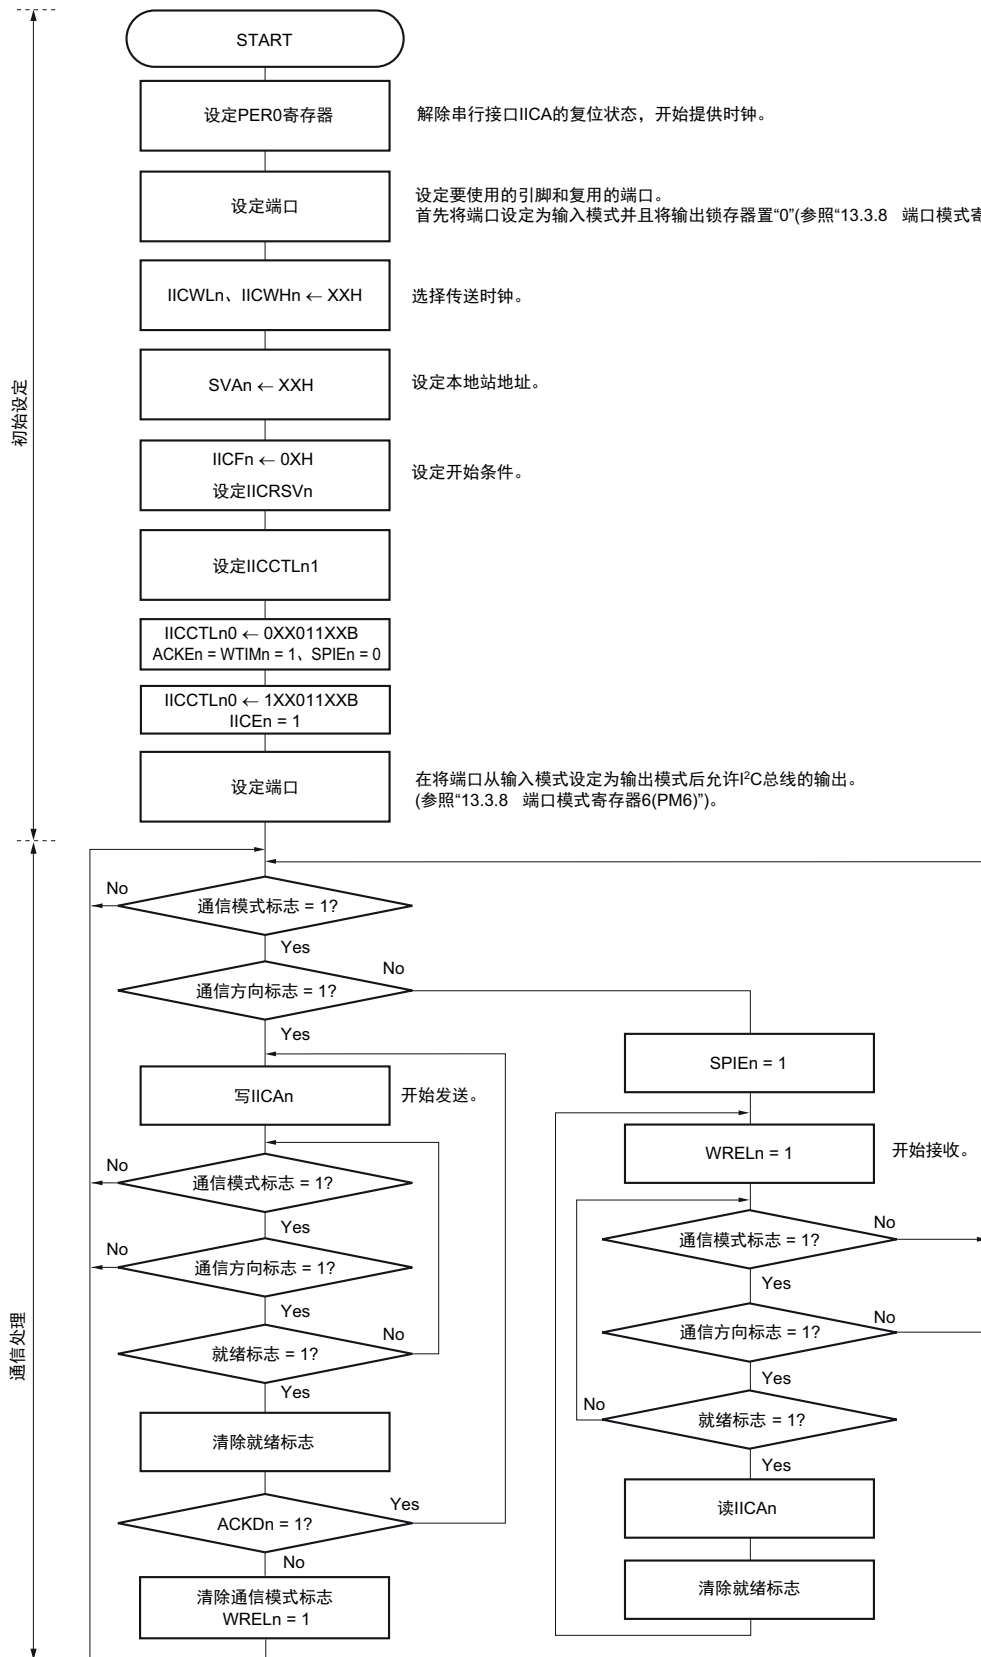 START
设定PER0寄存器
解除串行接口IICA的复位状态，开始提供时钟。
设定端口
设定要使用的引脚和复用的端口。
首先将端口设定为输入模式并且将输出锁存器置“0”(参照“13.3.8 端口模式寄
IICWLn、IICWHn ← XXH
选择传送时钟。
SVAn ← XXH
设定本地站地址。
初始设定
IICFn ← 0XH
设定IICRSVn
设定开始条件。
设定IICCTLn1
IICCTLn0 ← 0XX011XXB
ACKEn = WTIMn = 1、SPIEn = 0
IICCTLn0 ← 1XX011XXB
IICEn = 1
设定端口
在将端口从输入模式设定为输出模式后允许I²C总线的输出。
(参照“13.3.8 端口模式寄存器6(PM6)”)。
No
通信模式标志 = 1?
Yes
No
通信方向标志 = 1?
Yes
SPIEn = 1
写IICAn
开始发送。
WRELn = 1
开始接收。
No
通信模式标志 = 1?
Yes
No
通信模式标志 = 1?
Yes
No
通信方向标志 = 1?
Yes
No
通信方向标志 = 1?
Yes
通信处理
No
就绪标志 = 1?
Yes
No
就绪标志 = 1?
Yes
清除就绪标志
读IICAn
Yes
ACKDn = 1?
No
清除就绪标志
清除通信模式标志
WRELn = 1